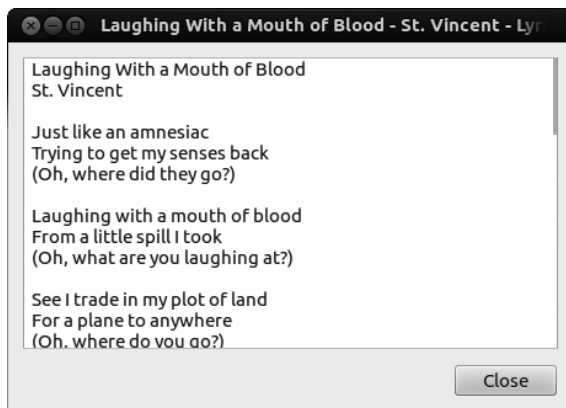 Laughing With a Mouth of Blood - St. Vincent - Lyr
Laughing With a Mouth of Blood
St. Vincent
Just like an amnesiac
Trying to get my senses back
(Oh, where did they go?)
Laughing with a mouth of blood
From a little spill I took
(Oh, what are you laughing at?)
See I trade in my plot of land
For a plane to anywhere
(Oh, where do you go?)
Close